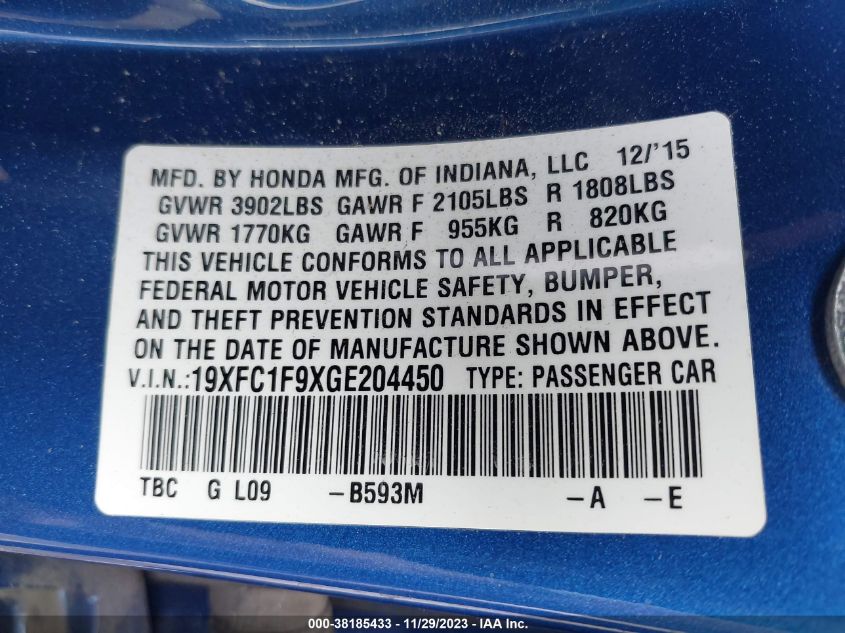 MFD. BY HONDA MFG. OF INDIANA, LLC 12/'15
GVWR 3902LBS GAWR F 2105LBS R 1808LBS
GVWR 1770KG GAWR F 955KG R 820KG
THIS VEHICLE CONFORMS TO ALL APPLICABLE
FEDERAL MOTOR VEHICLE SAFETY, BUMPER,
AND THEFT PREVENTION STANDARDS IN EFFECT
ON THE DATE OF MANUFACTURE SHOWN ABOVE.
V.I.N.:19XFC1F9XGE204450 TYPE: PASSENGER CAR
TBC G L09 -B593M -A -E
000-38185433 - 11/29/2023 - IAAI Inc.